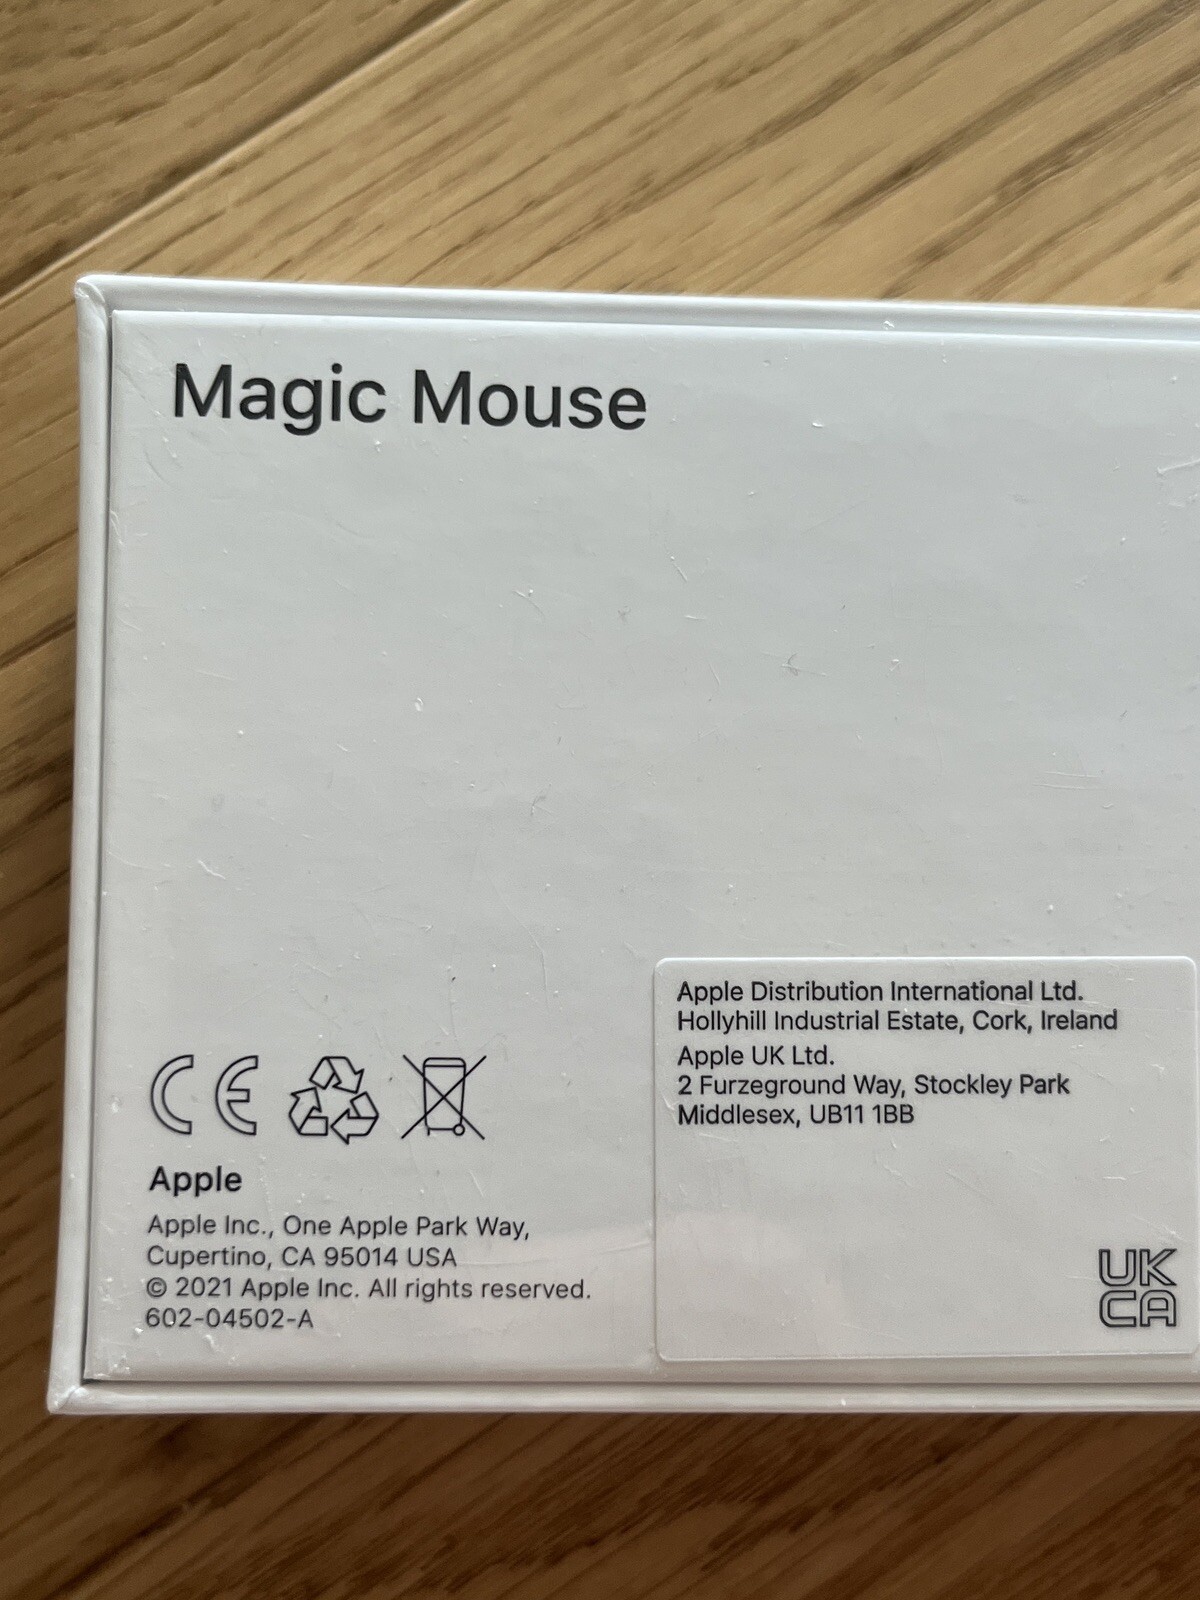 Magic Mouse
CE
Apple
Apple Inc., One Apple Park Way,
Cupertino, CA 95014 USA
© 2021 Apple Inc. All rights reserved.
602-04502-A
Apple Distribution International Ltd.
Hollyhill Industrial Estate, Cork, Ireland
Apple UK Ltd.
2 Furzeground Way, Stockley Park
Middlesex, UB11 1BB
UK
CA